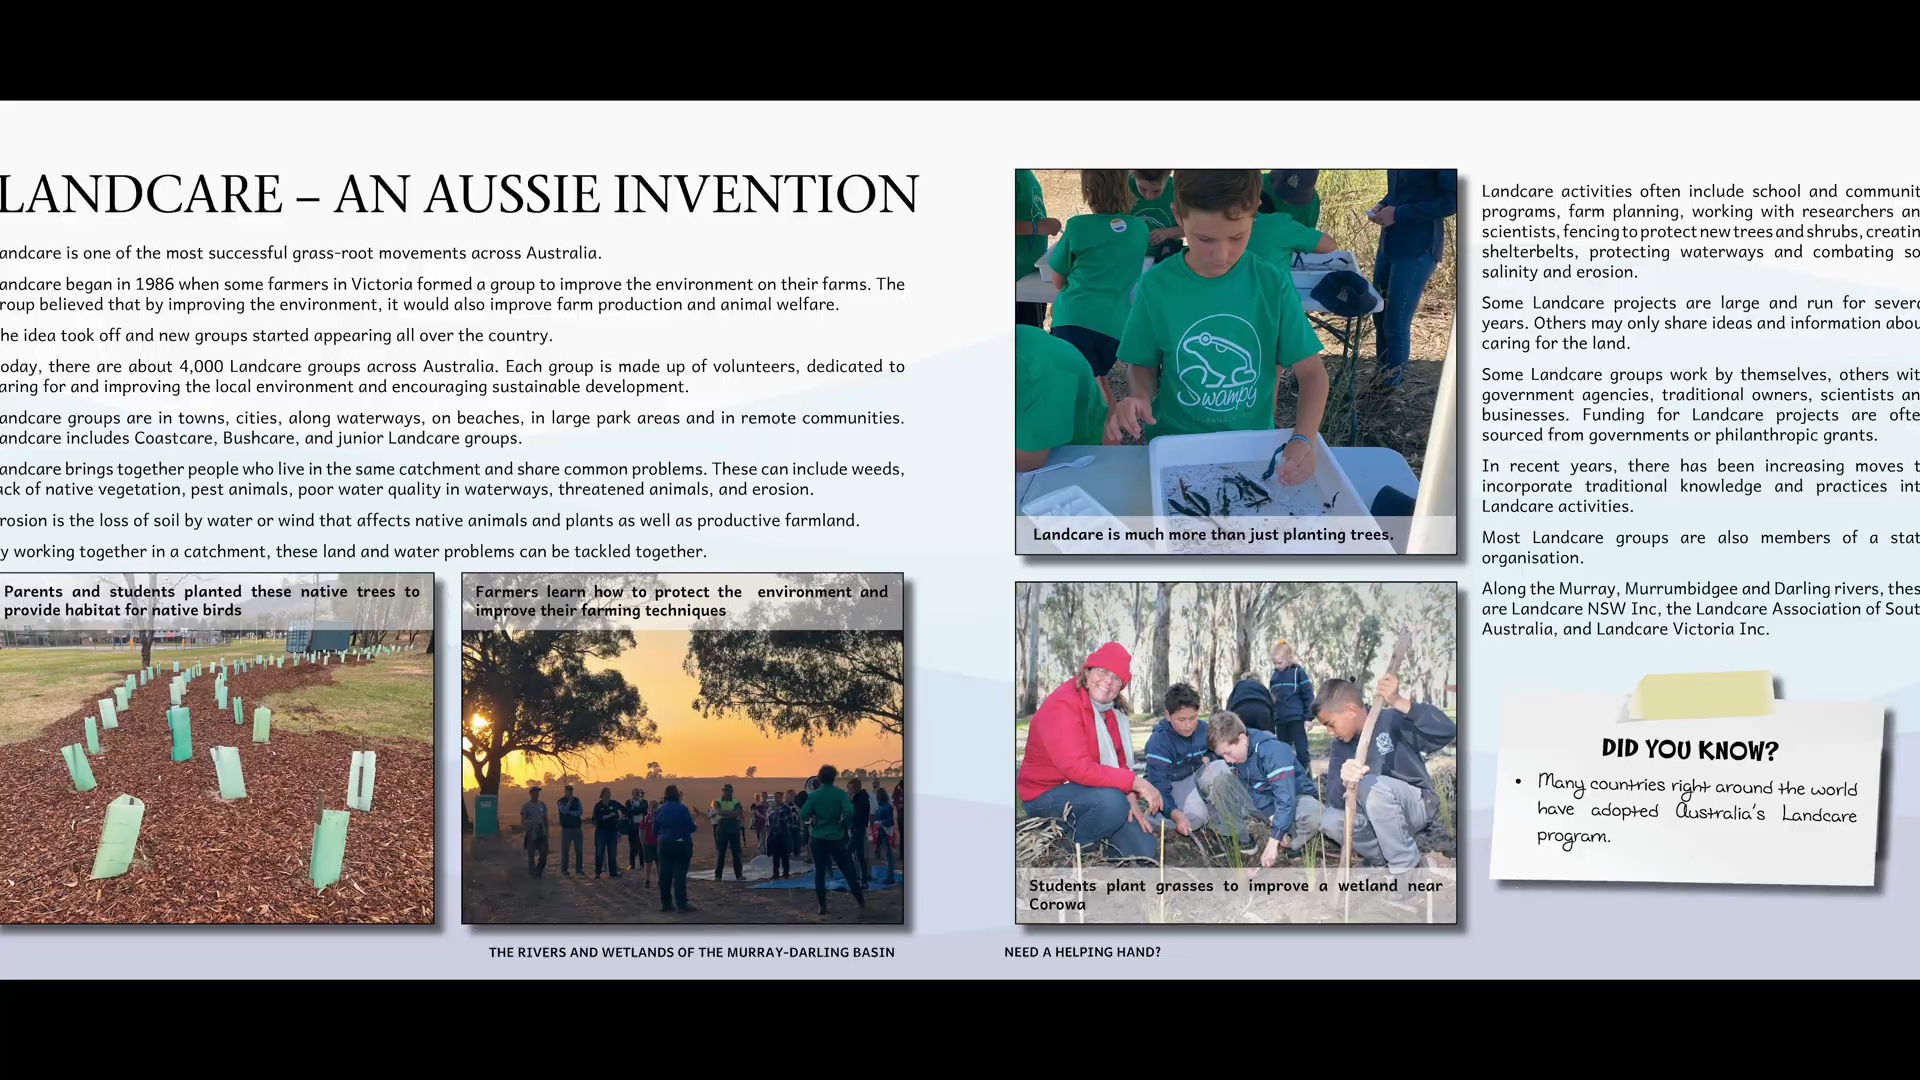 LANDCARE – AN AUSSIE INVENTION
andcare is one of the most successful grass-root movements across Australia.
andcare began in 1986 when some farmers in Victoria formed a group to improve the environment on their farms. The
roup believed that by improving the environment, it would also improve farm production and animal welfare.
he idea took off and new groups started appearing all over the country.
oday, there are about 4,000 Landcare groups across Australia. Each group is made up of volunteers, dedicated to
aring for and improving the local environment and encouraging sustainable development.
andcare groups are in towns, cities, along waterways, on beaches, in large park areas and in remote communities.
andcare includes Coastcare, Bushcare, and junior Landcare groups.
andcare brings together people who live in the same catchment and share common problems. These can include weeds,
ack of native vegetation, pest animals, poor water quality in waterways, threatened animals, and erosion.
rosion is the loss of soil by water or wind that affects native animals and plants as well as productive farmland.
y working together in a catchment, these land and water problems can be tackled together.
Parents and students planted these native trees to
provide habitat for native birds
Farmers learn how to protect the environment and
improve their farming techniques
THE RIVERS AND WETLANDS OF THE MURRAY-DARLING BASIN
Swampy
Landcare is much more than just planting trees.
Students plant grasses to improve a wetland near
Corowa
NEED A HELPING HAND?
Landcare activities often include school and communit
programs, farm planning, working with researchers an
scientists, fencing to protect new trees and shrubs, creatin
shelterbelts, protecting waterways and combating so
salinity and erosion.
Some Landcare projects are large and run for severa
years. Others may only share ideas and information abou
caring for the land.
Some Landcare groups work by themselves, others wit
government agencies, traditional owners, scientists an
businesses. Funding for Landcare projects are ofte
sourced from governments or philanthropic grants.
In recent years, there has been increasing moves t
incorporate traditional knowledge and practices int
Landcare activities.
Most Landcare groups are also members of a stat
organisation.
Along the Murray, Murrumbidgee and Darling rivers, thes
are Landcare NSW Inc, the Landcare Association of Sout
Australia, and Landcare Victoria Inc.
DID YOU KNOW?
• Many countries right around the world
have adopted Australia's Landcare
program.